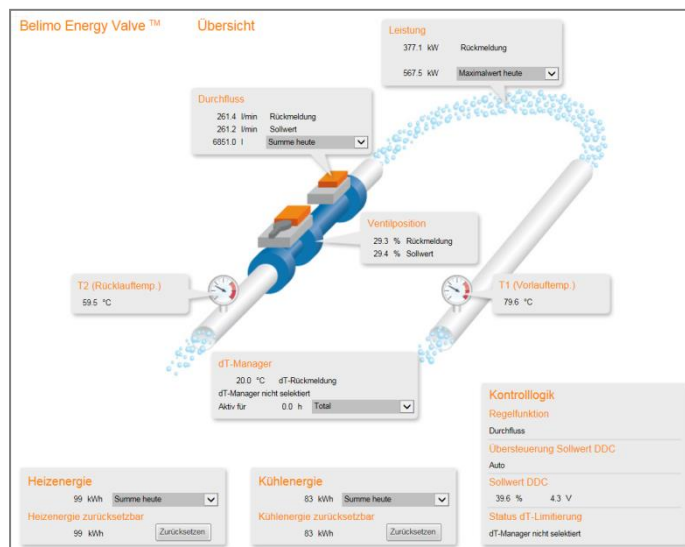 Belimo Energy Valve ™ Übersicht
Leistung
377.1 kW Rückmeldung
567.5 kW Maximalwert heute
Durchfluss
261.4 l/min Rückmeldung
261.2 l/min Sollwert
6851.0 l Summe heute
Ventilposition
29.3 % Rückmeldung
29.4 % Sollwert
T2 (Rücklauftemp.)
59.5 °C
T1 (Vorlauftemp.)
79.6 °C
dT-Manager
20.0 °C dT-Rückmeldung
dT-Manager nicht selektiert
Aktiv für 0.0 h Total
Kontrolllogik
Regelfunktion
Durchfluss
Übersteuerung Sollwert DDC
Auto
Sollwert DDC
39.6 % 4.3 V
Status dT-Limitierung
dT-Manager nicht selektiert
Heizenergie
99 kWh Summe heute
Heizenergie zurücksetzbar
99 kWh Zurücksetzen
Kühlenergie
83 kWh Summe heute
Kühlenergie zurücksetzbar
83 kWh Zurücksetzen